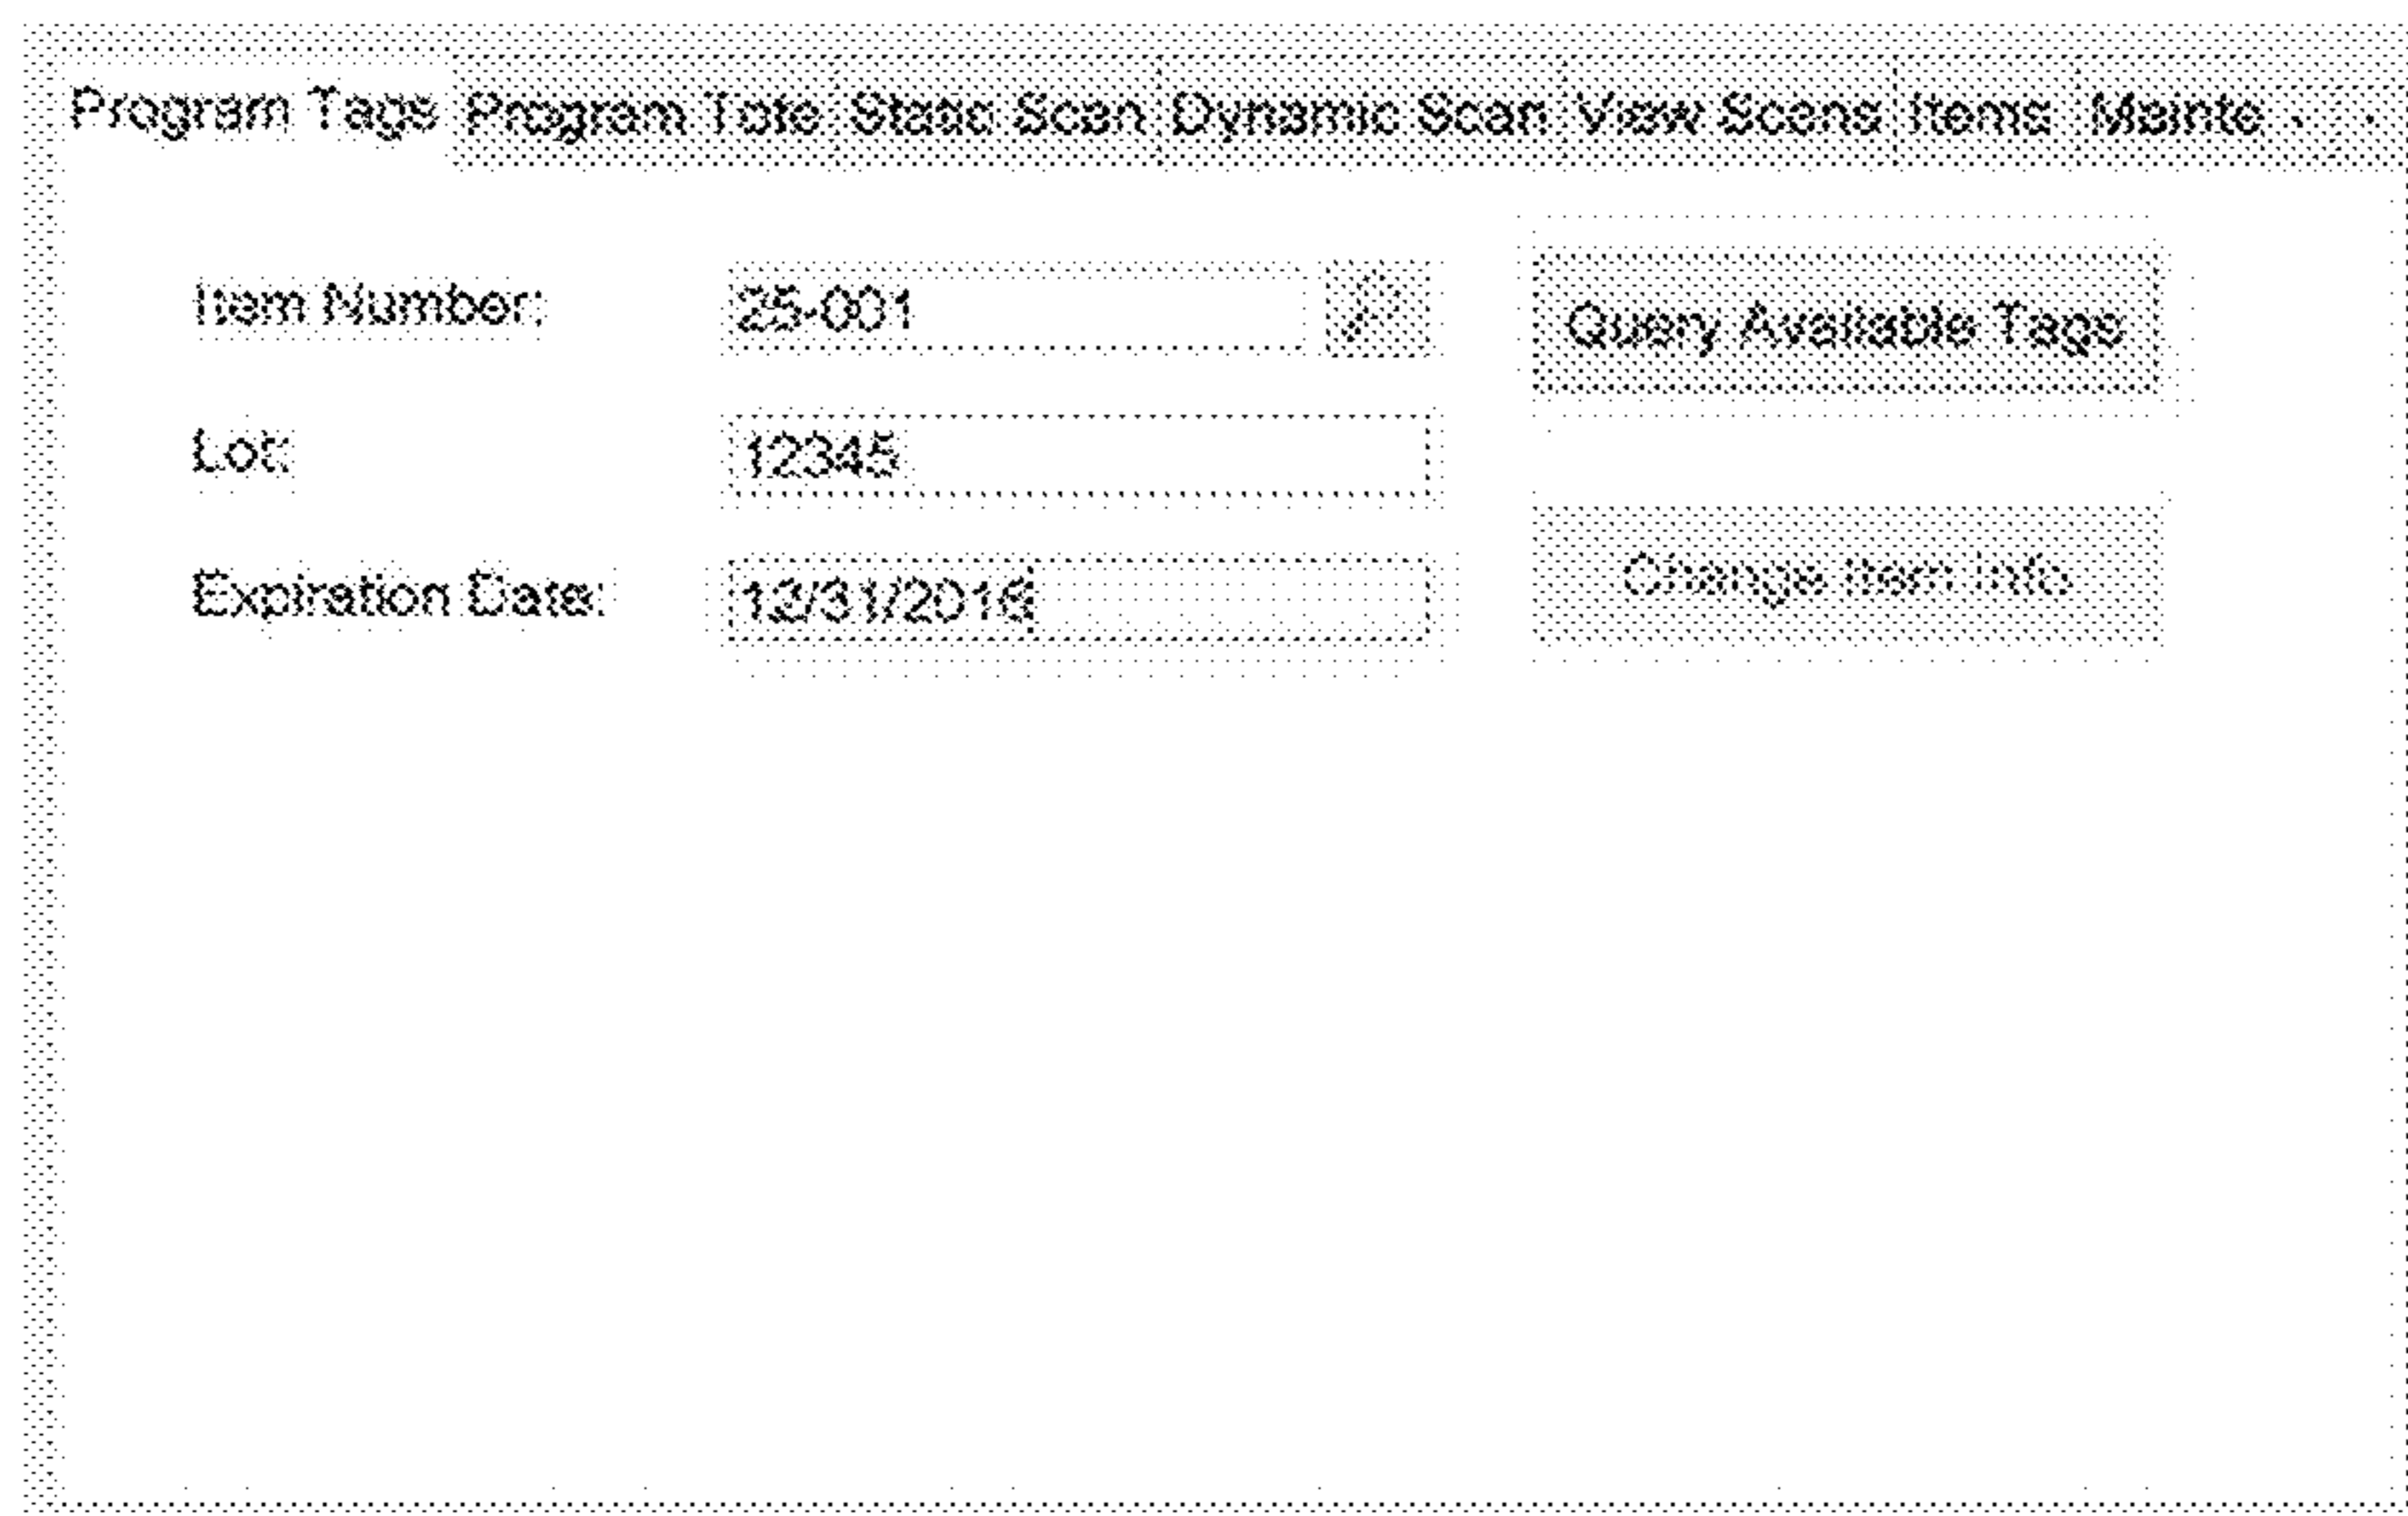 Program Tags Program Tote Static Scan Dynamic Scan View Scans Items Mainte
Item Number: 25-001 Query Available Tags
Lot: 12345
Expiration Date: 12/31/2016 Change Item Info